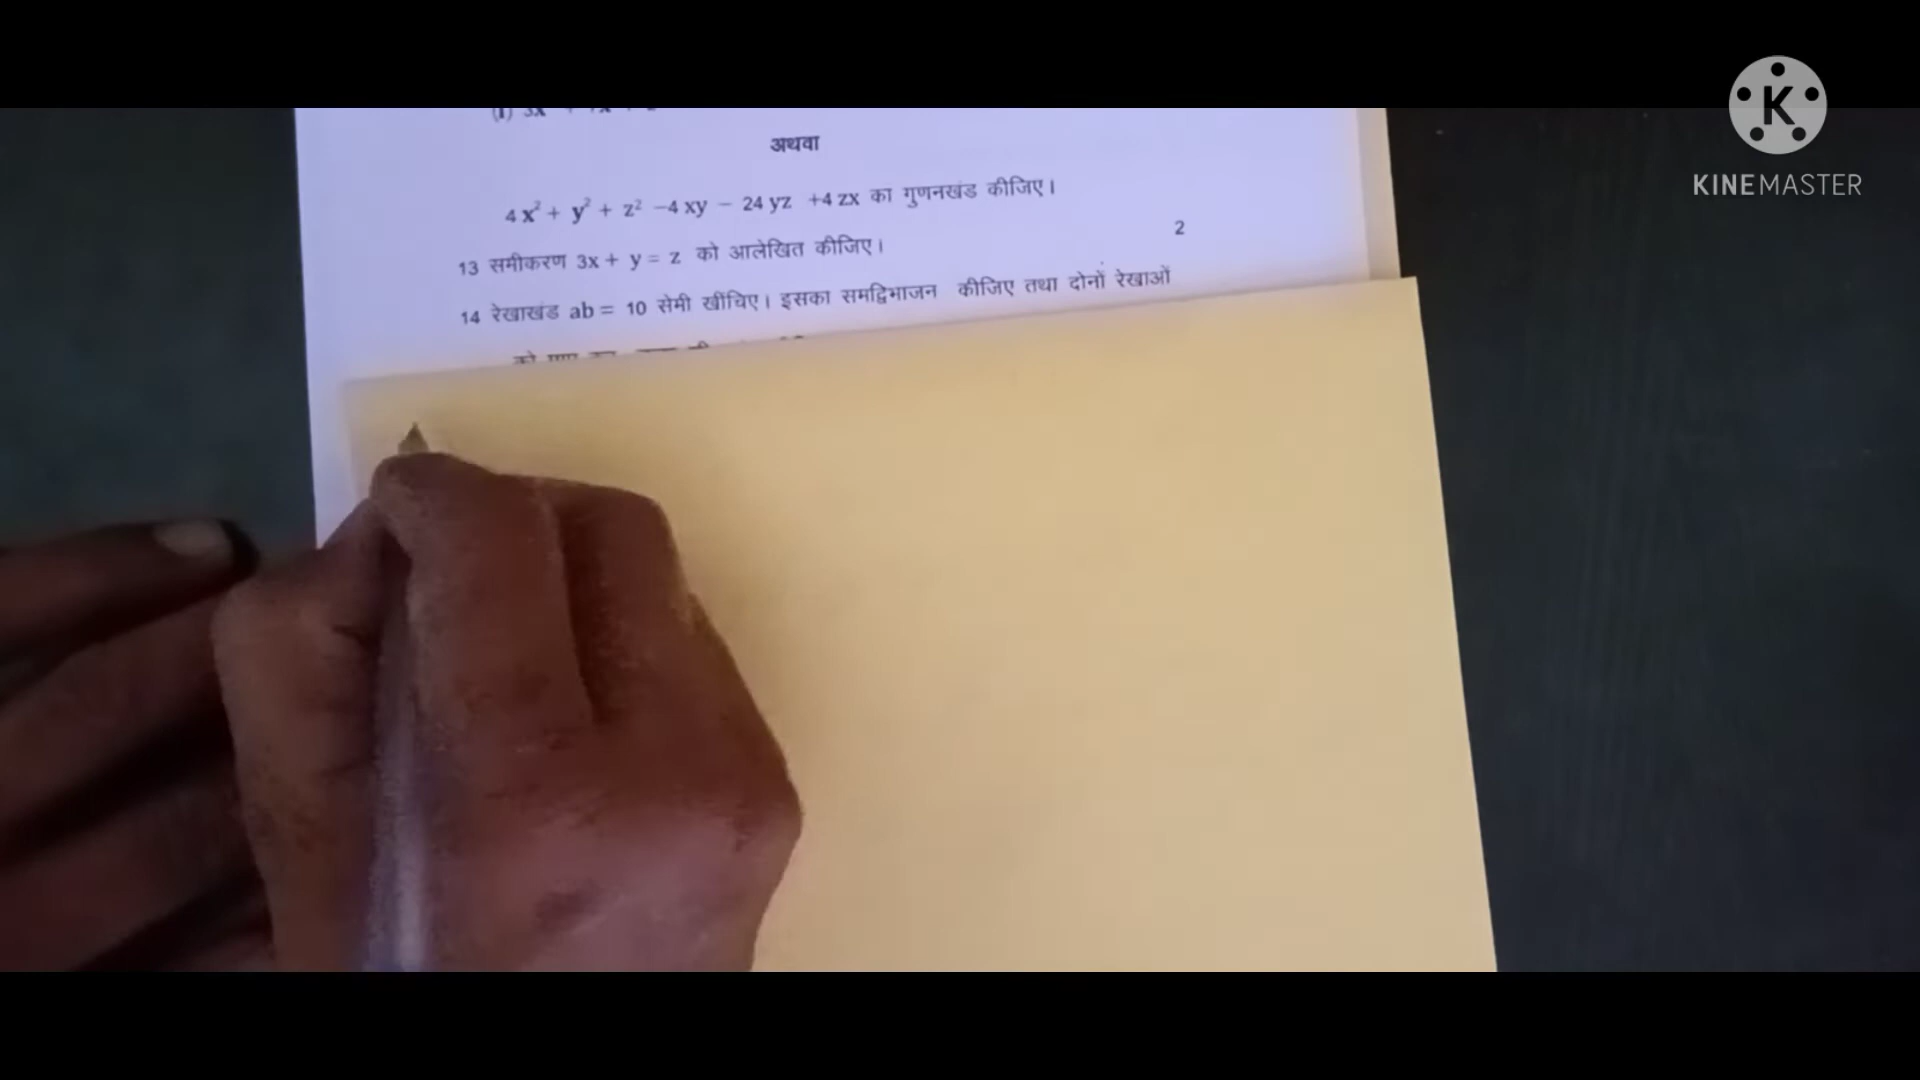 अथवा
4x² + y² + z² -4 xy - 24 yz +4 zx का गुणनखंड कीजिए।
2
13 समीकरण 3x + y = z को आलेखित कीजिए।
14 रेखाखंड ab = 10 सेमी खींचिए। इसका समद्विभाजन कीजिए तथा दोनों रेखाओं
K
KINEMASTER